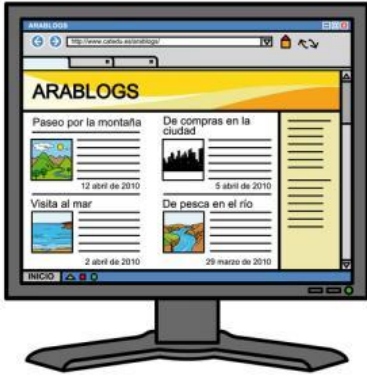 ARABLOGS
http://www.catedu.es/arablogs/
ARABLOGS
Paseo por la montaña
12 abril de 2010
De compras en la
ciudad
5 abril de 2010
Visita al mar
2 abril de 2010
De pesca en el río
29 marzo de 2010
INICIO